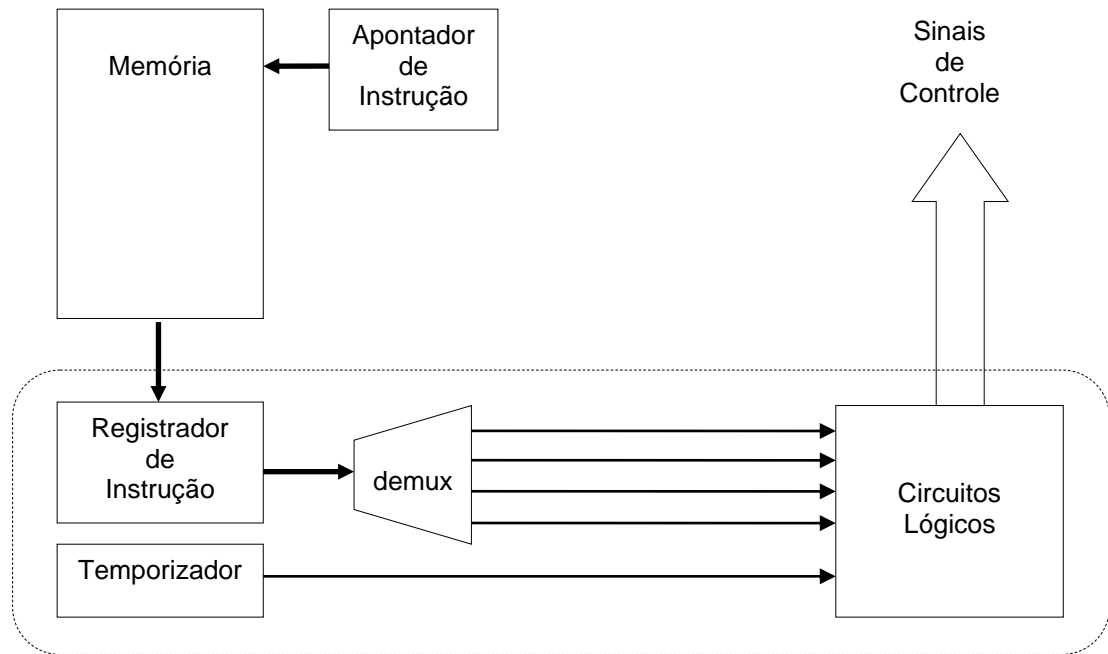 Memória
Apontador
de
Instrução
Sinais
de
Controle
Registrador
de
Instrução
demux
Circuitos
Lógicos
Temporizador